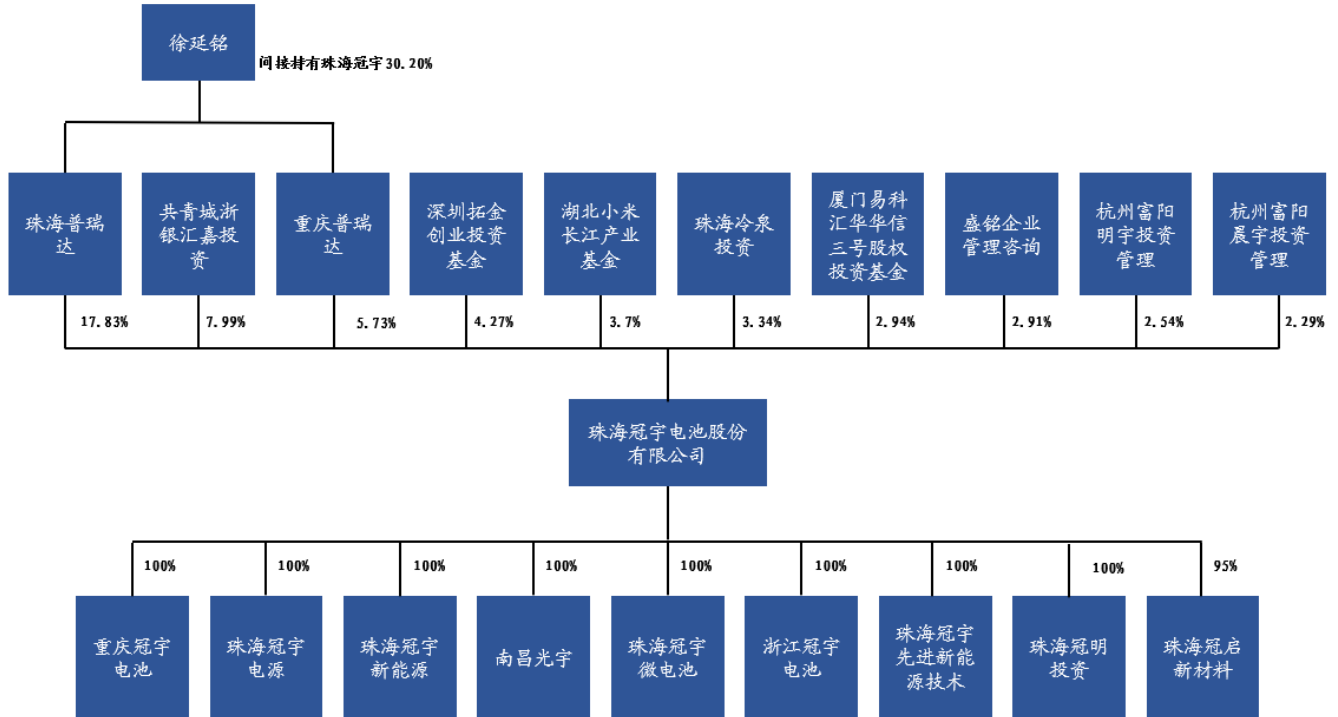 徐延铭
间接持有珠海冠宇30.20%
珠海普瑞
达
共青城浙
银汇嘉投
资
重庆普瑞
达
深圳拓金
创业投资
基金
湖北小米
长江产业
基金
珠海冷泉
投资
厦门易科
汇华华信
三号股权
投资基金
盛铭企业
管理咨询
杭州富阳
明宇投资
管理
杭州富阳
晨宇投资
管理
17.83%
7.99%
5.73%
4.27%
3.7%
3.34%
2.94%
2.91%
2.54%
2.29%
珠海冠宇电池股份
有限公司
100%
100%
100%
100%
100%
100%
100%
100%
95%
重庆冠宇
电池
珠海冠宇
电源
珠海冠宇
新能源
南昌光宇
珠海冠宇
微电池
浙江冠宇
电池
珠海冠宇
先进新能
源技术
珠海冠明
投资
珠海冠启
新材料